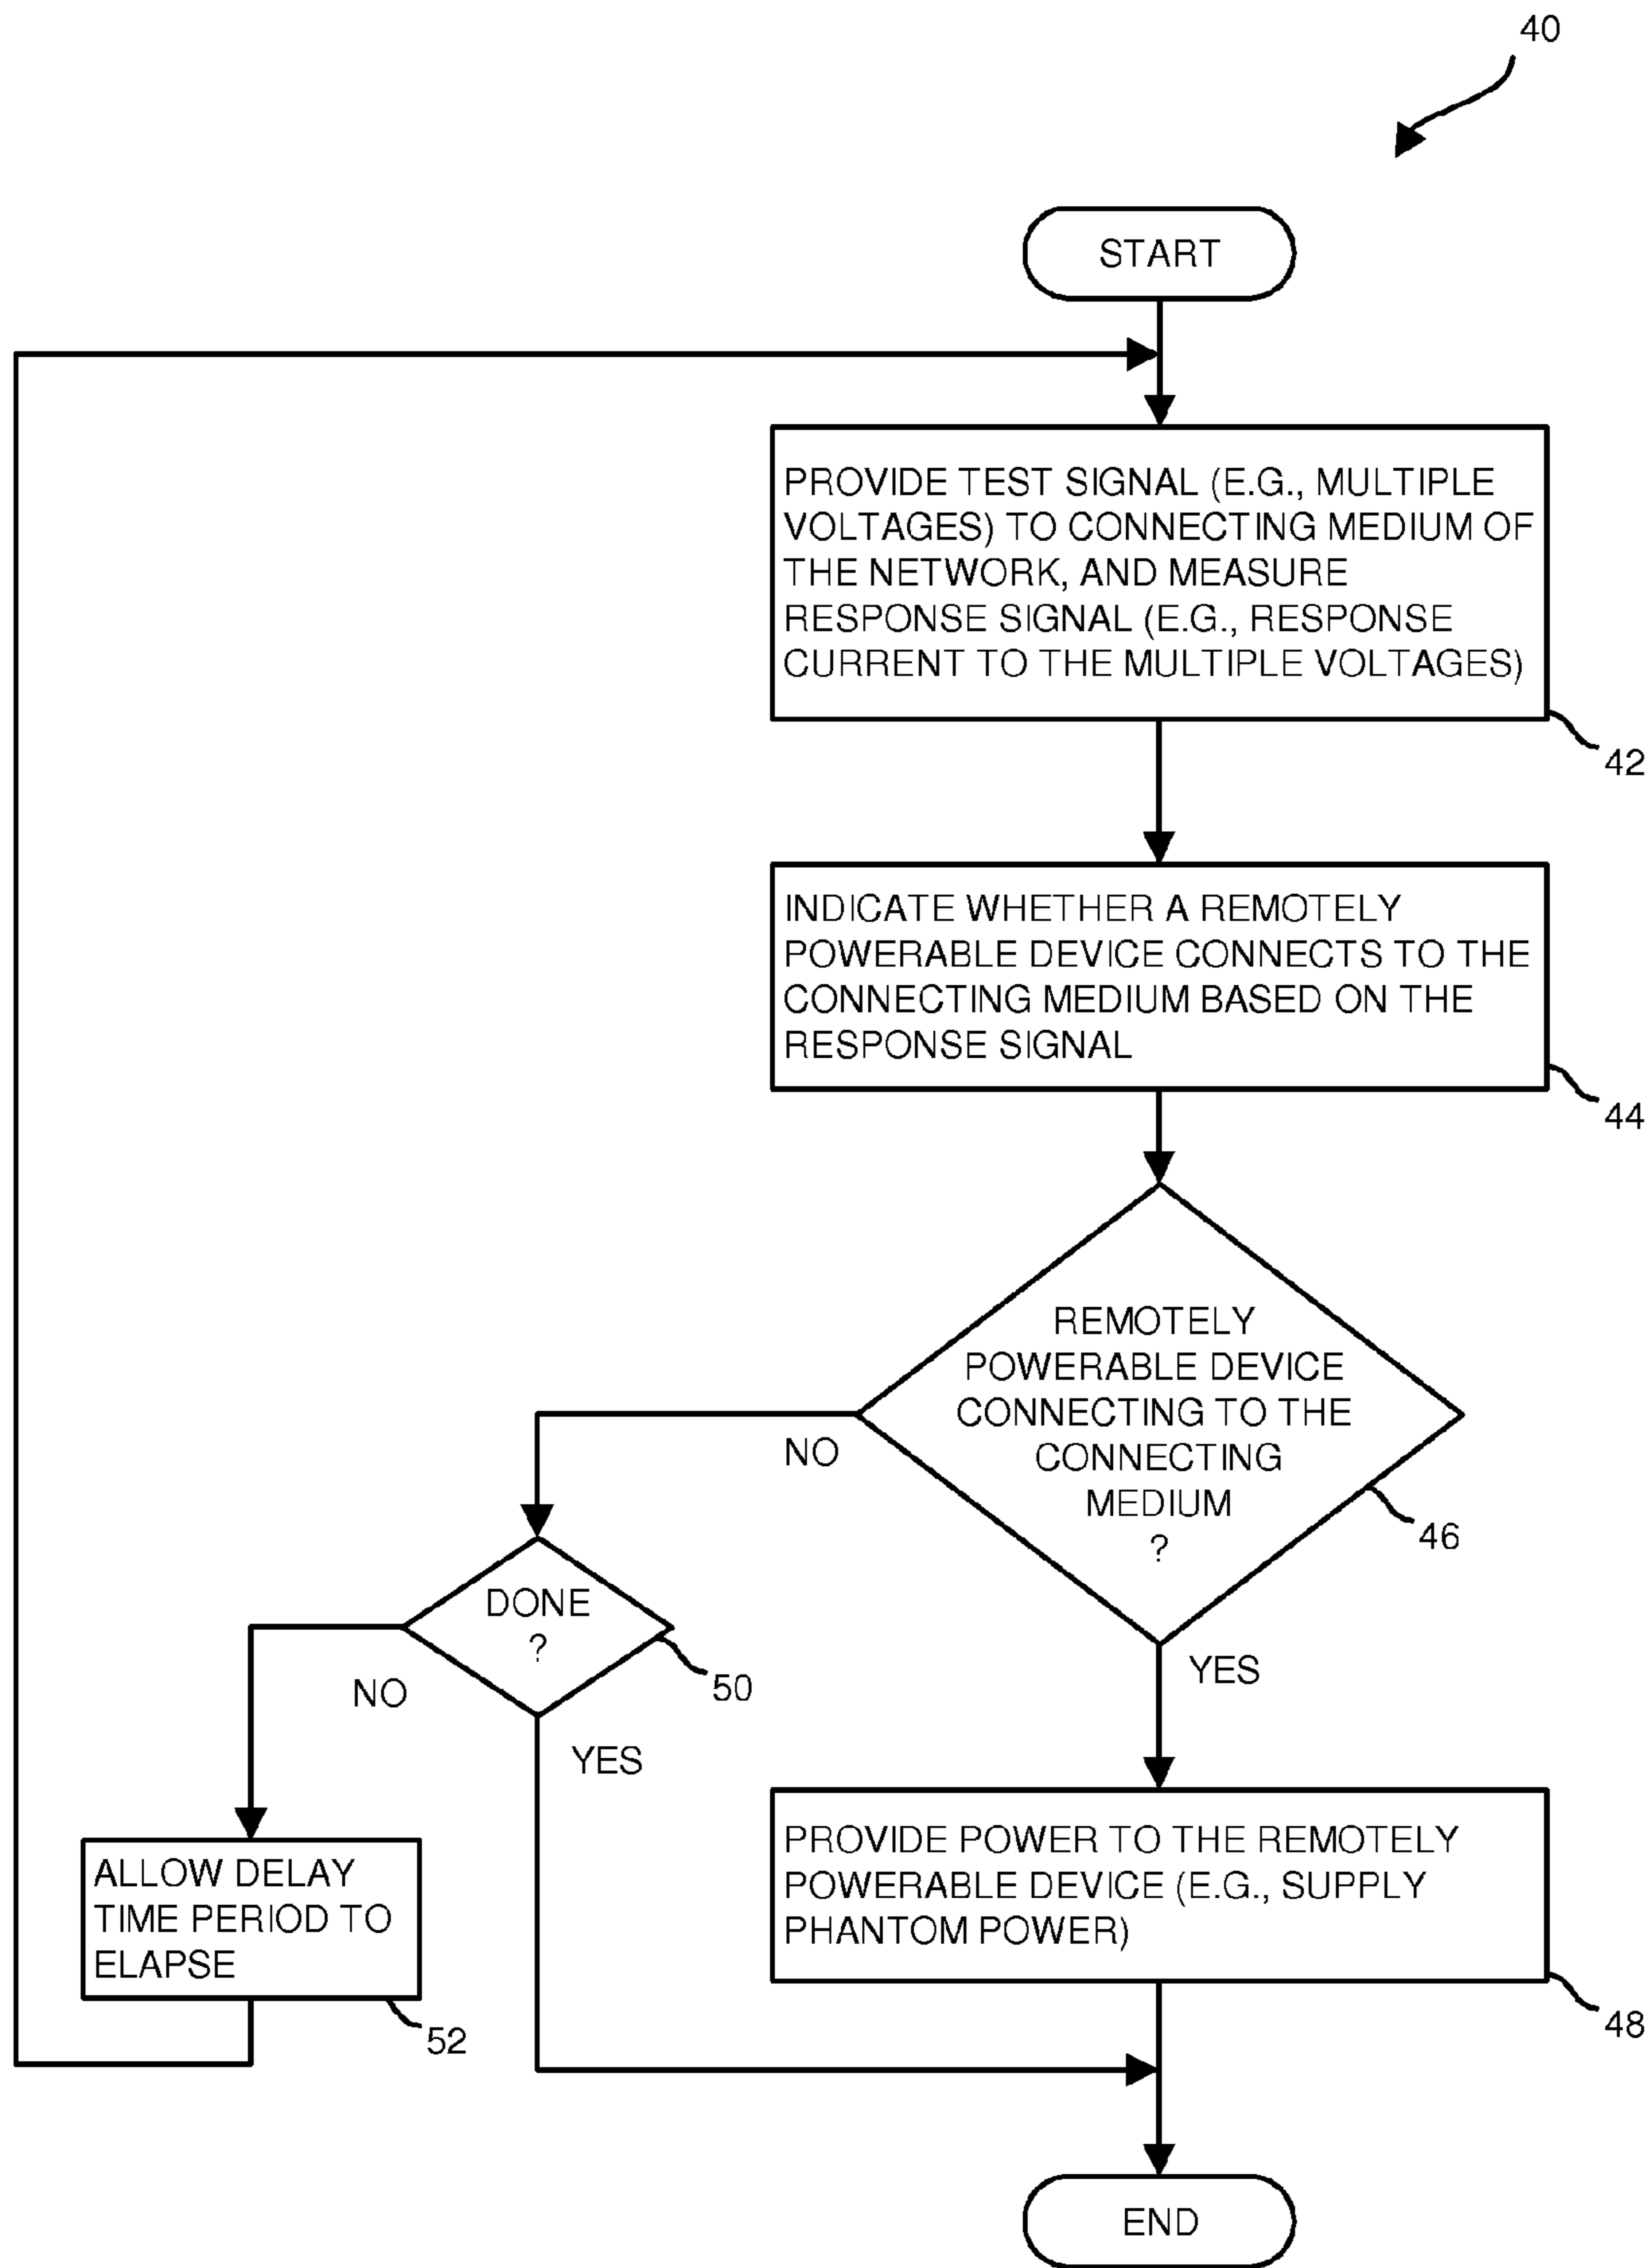 40
START
PROVIDE TEST SIGNAL (E.G., MULTIPLE
VOLTAGES) TO CONNECTING MEDIUM OF
THE NETWORK, AND MEASURE
RESPONSE SIGNAL (E.G., RESPONSE
CURRENT TO THE MULTIPLE VOLTAGES)
42
INDICATE WHETHER A REMOTELY
POWERABLE DEVICE CONNECTS TO THE
CONNECTING MEDIUM BASED ON THE
RESPONSE SIGNAL
44
REMOTELY
POWERABLE DEVICE
CONNECTING TO THE
CONNECTING
MEDIUM
?
46
NO
YES
DONE
?
50
NO
YES
ALLOW DELAY
TIME PERIOD TO
ELAPSE
52
PROVIDE POWER TO THE REMOTELY
POWERABLE DEVICE (E.G., SUPPLY
PHANTOM POWER)
48
END